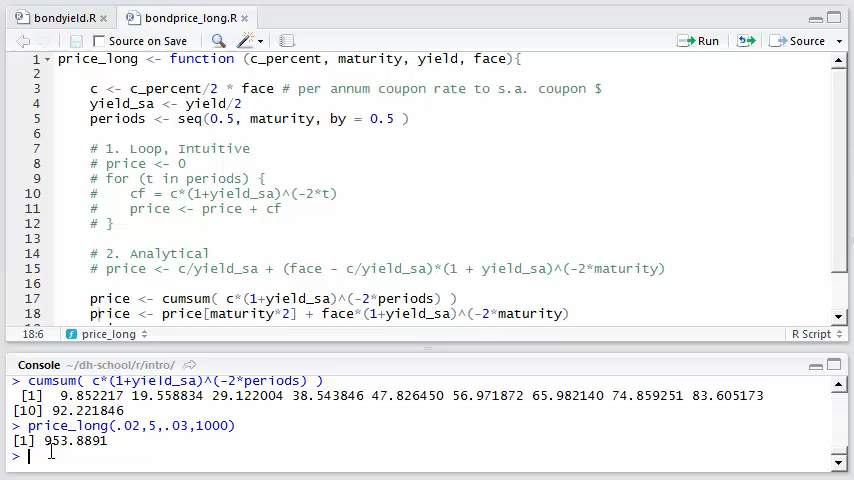 bondyield.R × bondprice_long.R ×
Source on Save Run Source
1 price_long <- function (c_percent, maturity, yield, face){
2
3 c <- c_percent/2 * face # per annum coupon rate to s.a. coupon $
4 yield_sa <- yield/2
5 periods <- seq(0.5, maturity, by = 0.5 )
6
7 # 1. Loop, Intuitive
8 # price <- 0
9 # for (t in periods) {
10 # cf = c*(1+yield_sa)^(-2*t)
11 # price <- price + cf
12 # }
13
14 # 2. Analytical
15 # price <- c/yield_sa + (face - c/yield_sa)*(1 + yield_sa)^(-2*maturity)
16
17 price <- cumsum( c*(1+yield_sa)^(-2*periods) )
18 price <- price[maturity*2] + face*(1+yield_sa)^(-2*maturity)
18:6 price_long R Script
Console ~/dh-school/r/intro/
> cumsum( c*(1+yield_sa)^(-2*periods) )
[1] 9.852217 19.558834 29.122004 38.543846 47.826450 56.971872 65.982140 74.859251 83.605173
[10] 92.221846
> price_long(.02,5,.03,1000)
[1] 953.8891
>